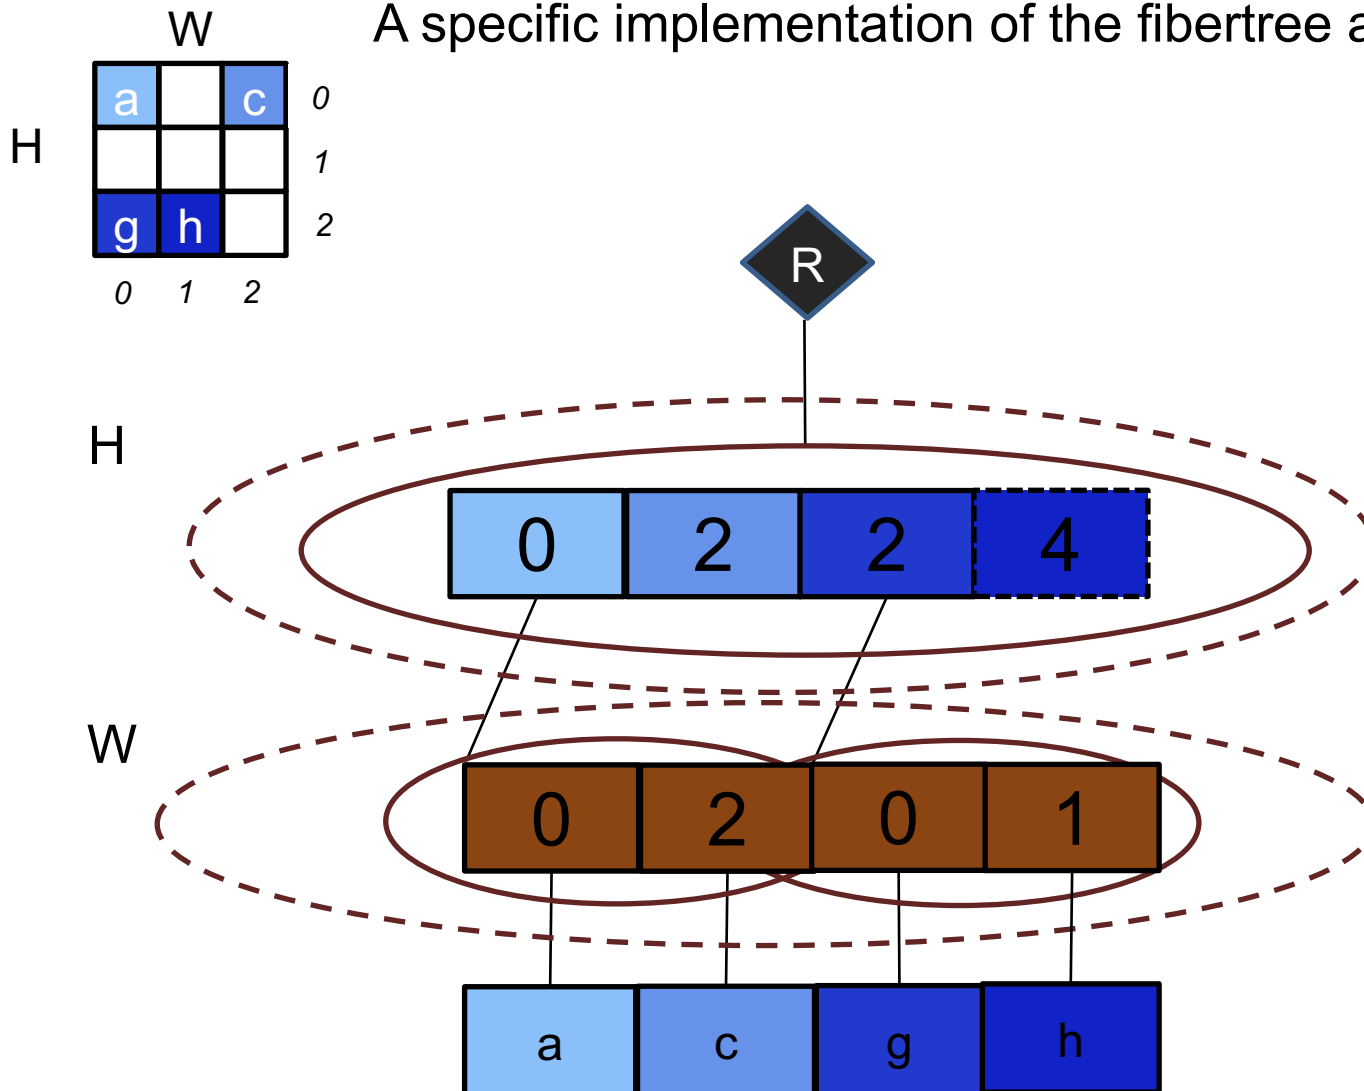 A specific implementation of the fibertree a
W
a c 0
H
1
g h 2
0 1 2
R
H
0 2 2 4
W
0 2 0 1
a c g h